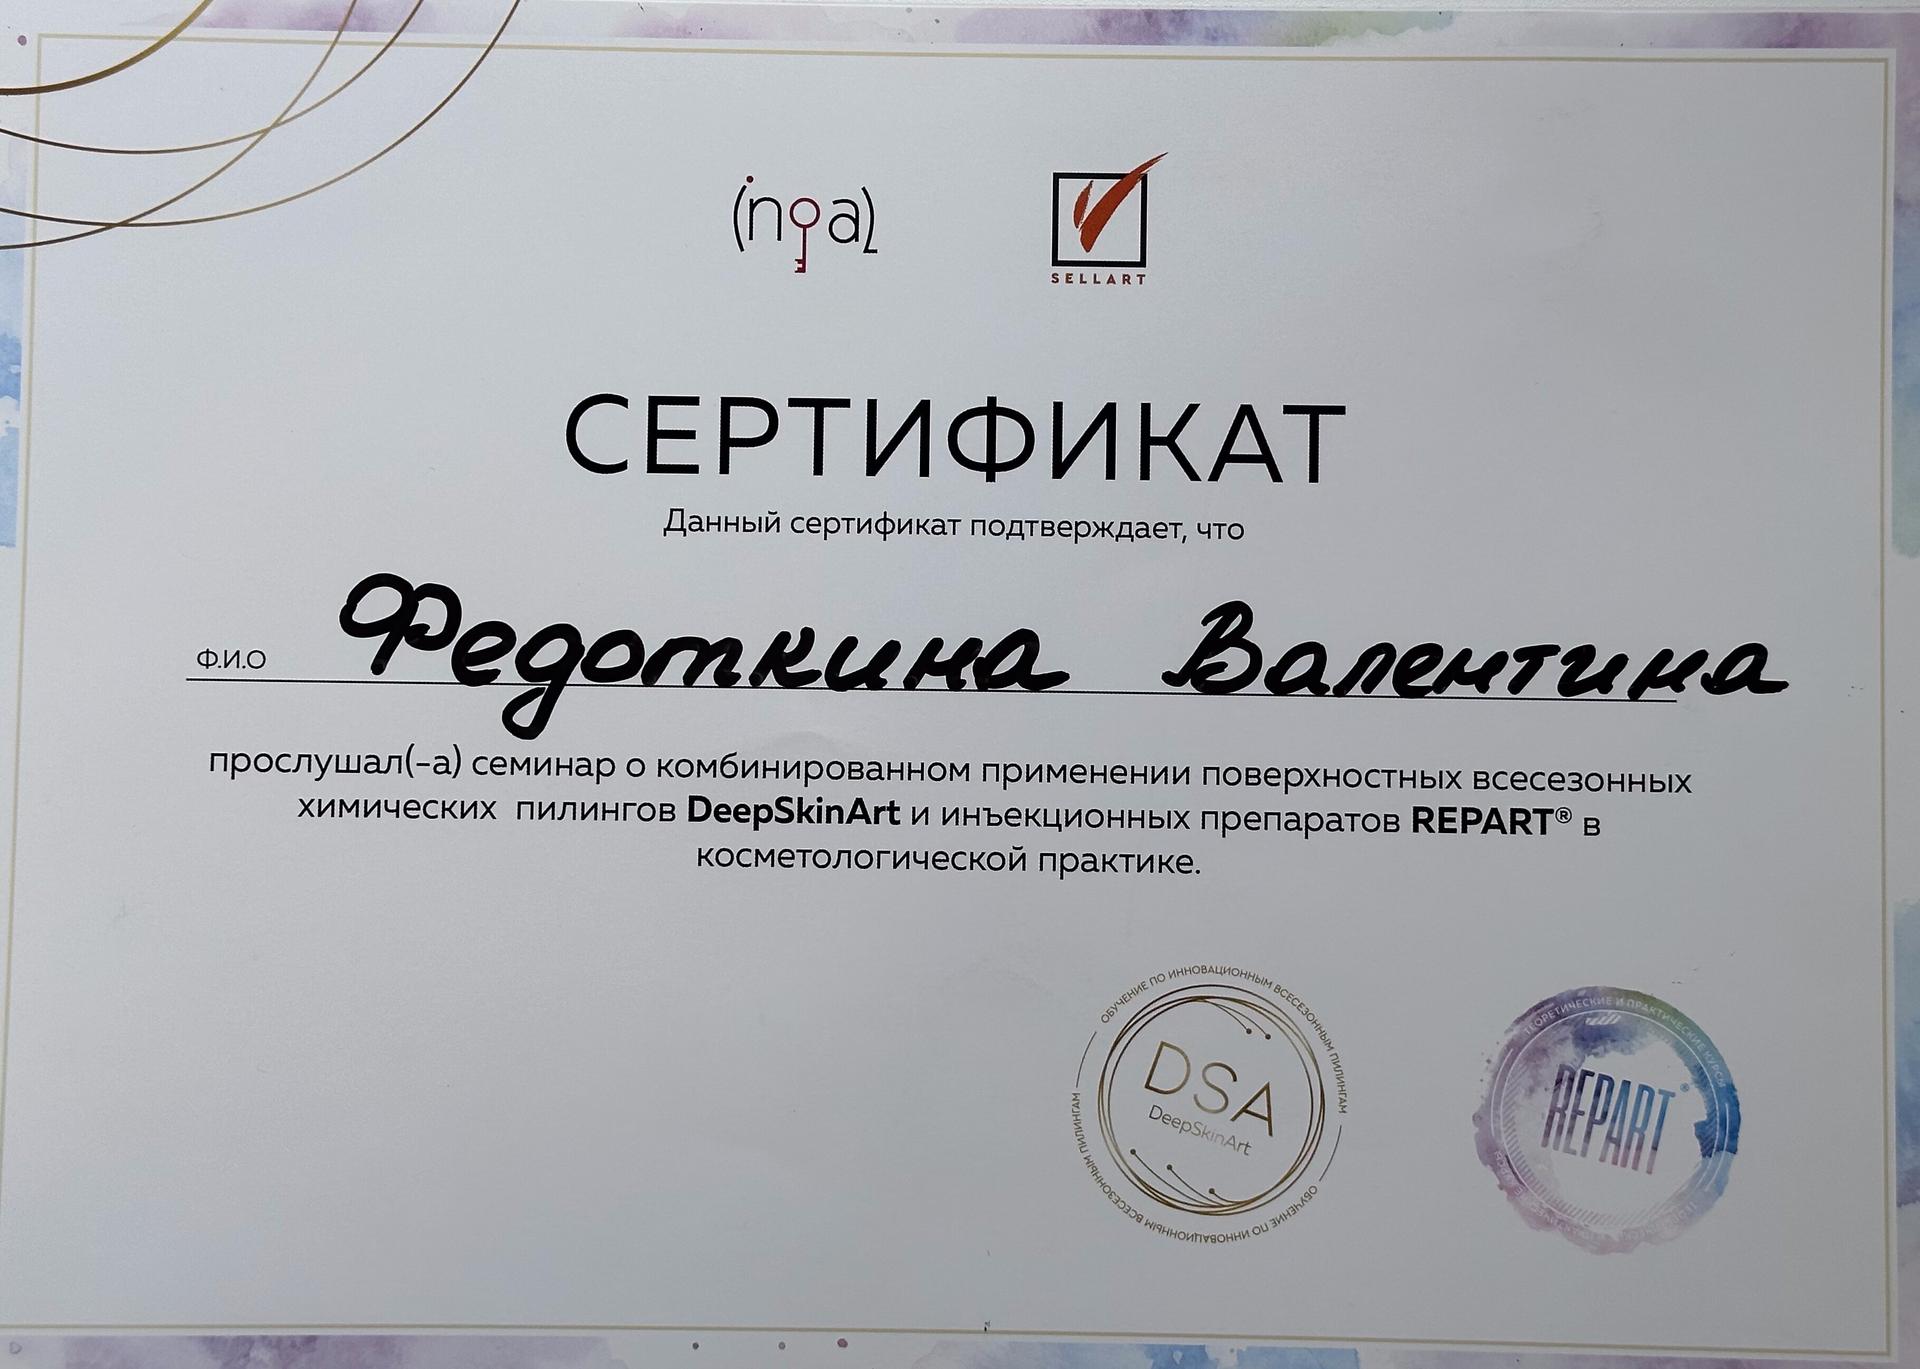 ingal
SELLART
СЕРТИФИКАТ
Данный сертификат подтверждает, что
Ф.И.О Федоткина Валентина
прослушал(-а) семинар о комбинированном применении поверхностных всесезонных
химических пилингов DeepSkinArt и инъекционных препаратов REPART® в
косметологической практике.
ОБУЧЕНИЕ ПО ИННОВАЦИОННЫМ ВСЕСЕЗОННЫМ ПИЛИНГАМ
DSA
DeepSkinArt
ОБУЧЕНИЕ ПО ИННОВАЦИОННЫМ ВСЕСЕЗОННЫМ ПИЛИНГАМ
ТЕОРЕТИЧЕСКИЕ И ПРАКТИЧЕСКИЕ КУРСЫ
REPART®